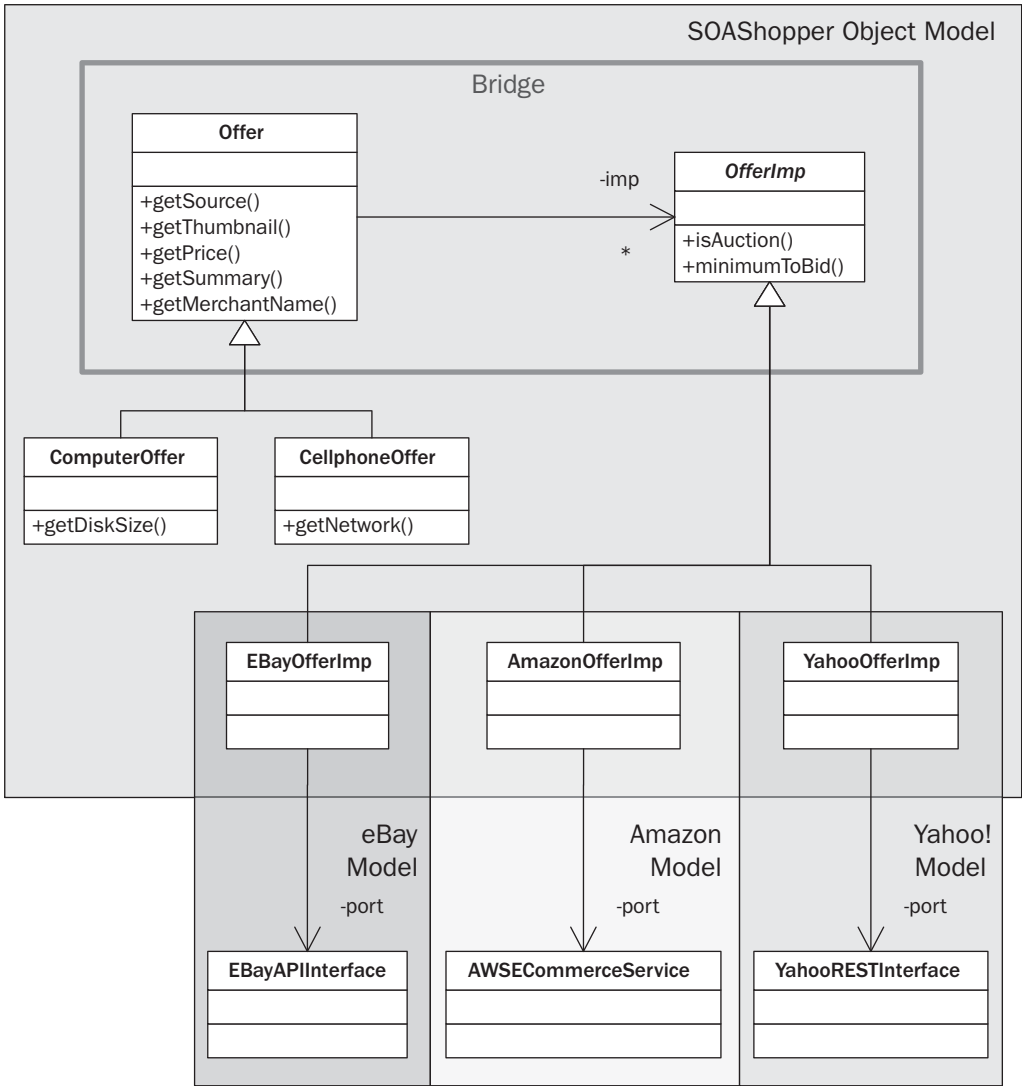 SOAShopper Object Model
Bridge
Offer
+getSource()
+getThumbnail()
+getPrice()
+getSummary()
+getMerchantName()
-imp
*
OfferImp
+isAuction()
+minimumToBid()
ComputerOffer
+getDiskSize()
CellphoneOffer
+getNetwork()
EBayOfferImp
AmazonOfferImp
YahooOfferImp
eBay
Model
Amazon
Model
Yahoo!
Model
-port
-port
-port
EBayAPIInterface
AWSECommerceService
YahooRESTInterface